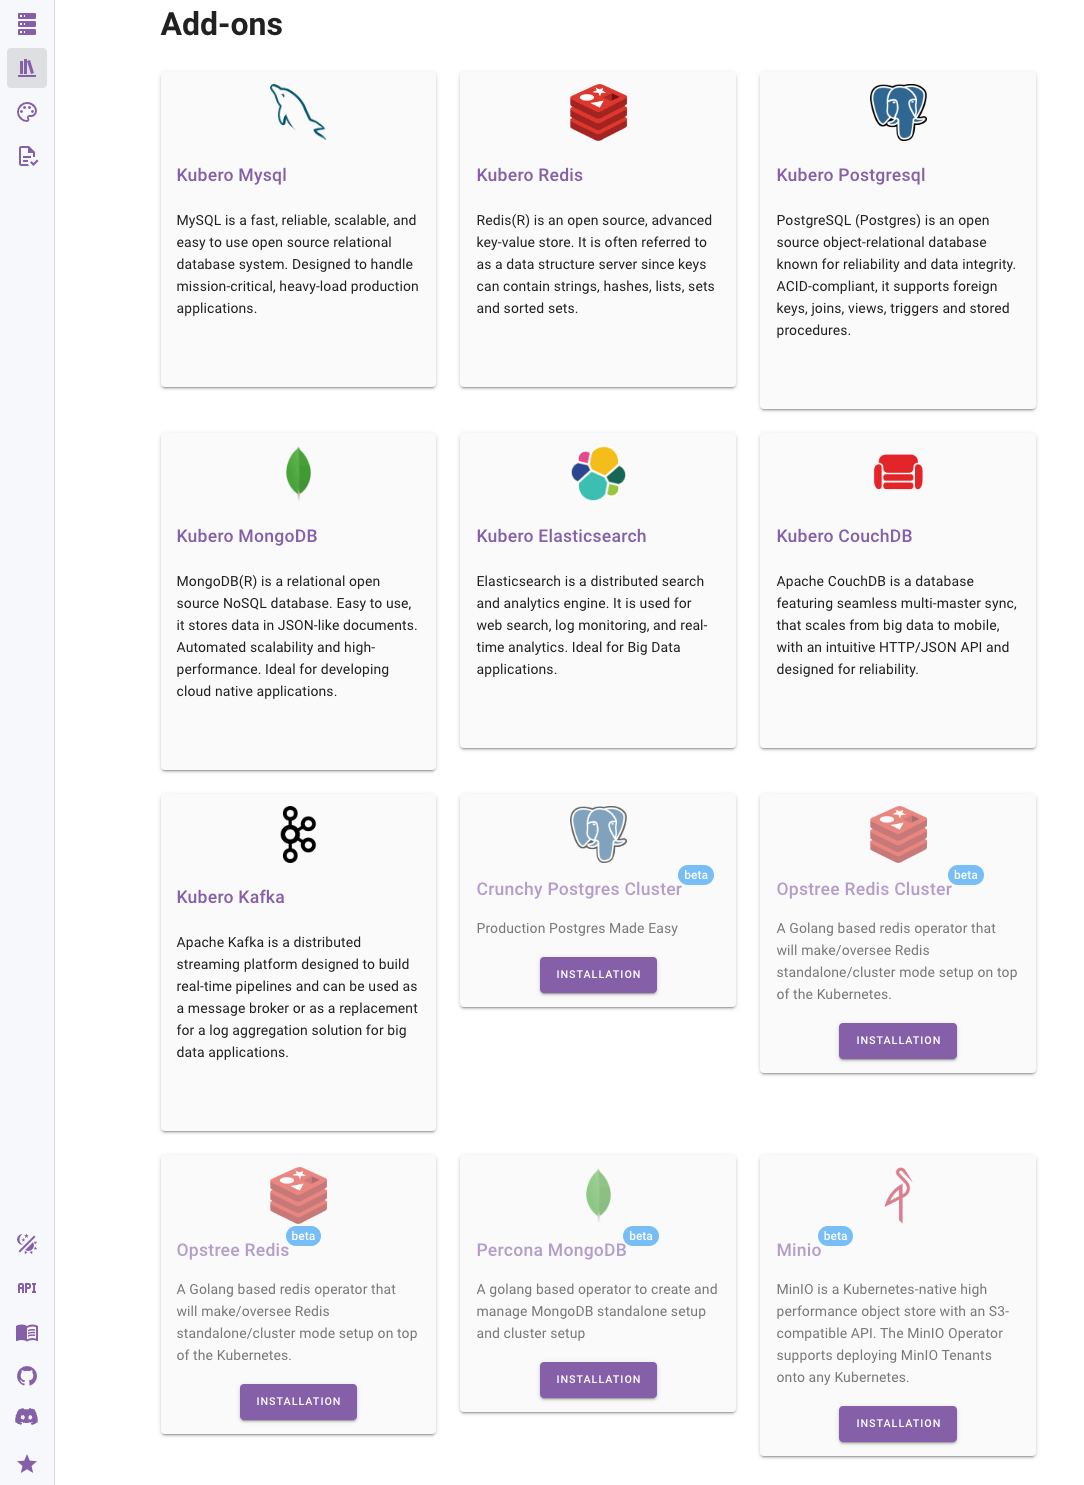 Add-ons
Kubero Mysql
MySQL is a fast, reliable, scalable, and
easy to use open source relational
database system. Designed to handle
mission-critical, heavy-load production
applications.
Kubero Redis
Redis(R) is an open source, advanced
key-value store. It is often referred to
as a data structure server since keys
can contain strings, hashes, lists, sets
and sorted sets.
Kubero Postgresql
PostgreSQL (Postgres) is an open
source object-relational database
known for reliability and data integrity.
ACID-compliant, it supports foreign
keys, joins, views, triggers and stored
procedures.
Kubero MongoDB
MongoDB(R) is a relational open
source NoSQL database. Easy to use,
it stores data in JSON-like documents.
Automated scalability and high-
performance. Ideal for developing
cloud native applications.
Kubero Elasticsearch
Elasticsearch is a distributed search
and analytics engine. It is used for
web search, log monitoring, and real-
time analytics. Ideal for Big Data
applications.
Kubero CouchDB
Apache CouchDB is a database
featuring seamless multi-master sync,
that scales from big data to mobile,
with an intuitive HTTP/JSON API and
designed for reliability.
Kubero Kafka
Apache Kafka is a distributed
streaming platform designed to build
real-time pipelines and can be used as
a message broker or as a replacement
for a log aggregation solution for big
data applications.
Crunchy Postgres Cluster beta
Production Postgres Made Easy
INSTALLATION
Opstree Redis Cluster beta
A Golang based redis operator that
will make/oversee Redis
standalone/cluster mode setup on top
of the Kubernetes.
INSTALLATION
Opstree Redis beta
A Golang based redis operator that
will make/oversee Redis
standalone/cluster mode setup on top
of the Kubernetes.
INSTALLATION
Percona MongoDB beta
A golang based operator to create and
manage MongoDB standalone setup
and cluster setup
INSTALLATION
Minio beta
MinIO is a Kubernetes-native high
performance object store with an S3-
compatible API. The MinIO Operator
supports deploying MinIO Tenants
onto any Kubernetes.
INSTALLATION
API